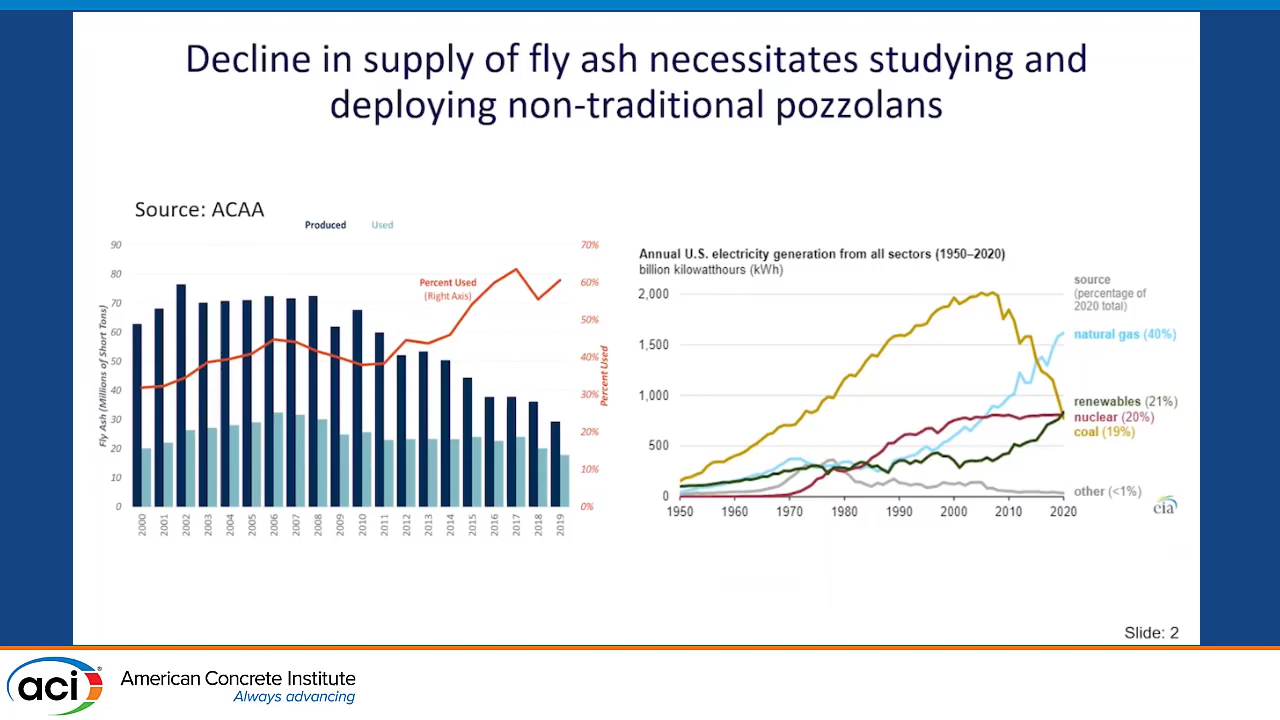 Decline in supply of fly ash necessitates studying and
deploying non-traditional pozzolans
Source: ACAA
Produced Used
90
80
70
60
50
40
30
20
10
0
Fly Ash (Millions of Short Tons)
Percent Used
(Right Axis)
70%
60%
50%
40%
30%
20%
10%
0%
Percent Used
2000 2001 2002 2003 2004 2005 2006 2007 2008 2009 2010 2011 2012 2013 2014 2015 2016 2017 2018 2019
Annual U.S. electricity generation from all sectors (1950–2020)
billion kilowatthours (kWh)
2,000
1,500
1,000
500
0
1950 1960 1970 1980 1990 2000 2010 2020
source
(percentage of
2020 total)
natural gas (40%)
renewables (21%)
nuclear (20%)
coal (19%)
other (<1%)
eia
Slide: 2
aci®
American Concrete Institute
Always advancing